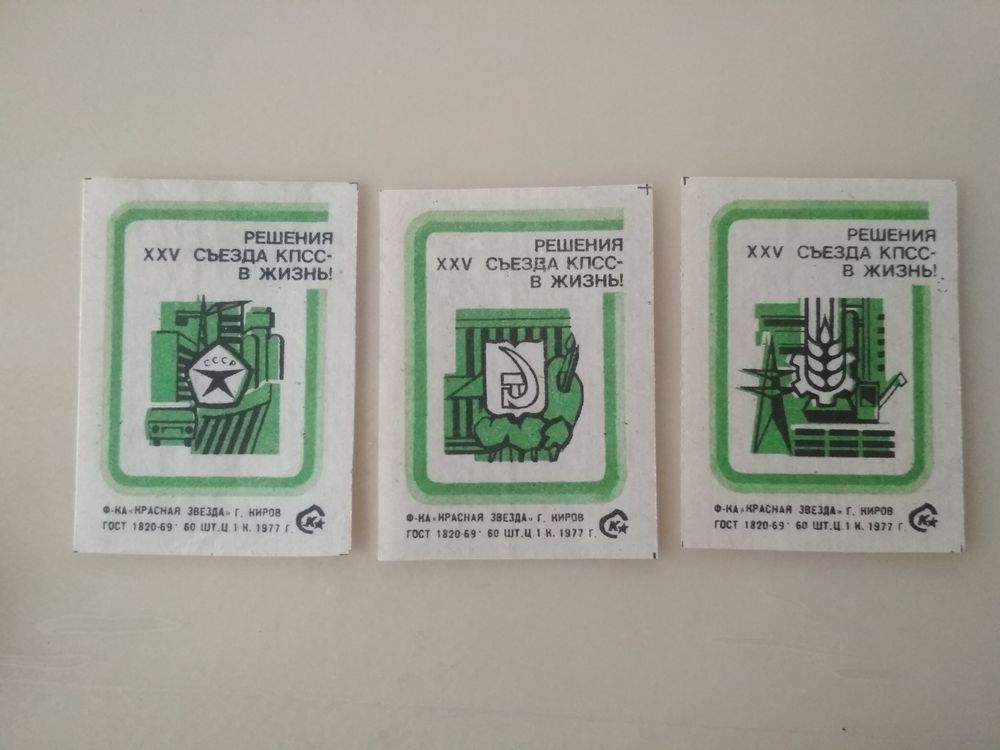 РЕШЕНИЯ
XXV СЪЕЗДА КПСС-
В ЖИЗНЬ!
СССР
Ф-КА «КРАСНАЯ ЗВЕЗДА» Г. КИРОВ
ГОСТ 1820-69· 60 ШТ.Ц.1 К. 1977 Г.
К
РЕШЕНИЯ
XXV СЪЕЗДА КПСС-
В ЖИЗНЬ!
Ф-КА «КРАСНАЯ ЗВЕЗДА» Г. КИРОВ
ГОСТ 1820-69· 60 ШТ.Ц.1 К. 1977 Г.
К
РЕШЕНИЯ
XXV СЪЕЗДА КПСС-
В ЖИЗНЬ!
Ф-КА «КРАСНАЯ ЗВЕЗДА» Г. КИРОВ
ГОСТ 1820-69· 60 ШТ.Ц.1 К. 1977 Г.
К